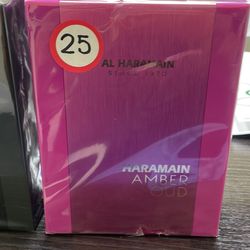 25
AL HARAMAIN
SINCE 1970
HARAMAIN
AMBER
OUD